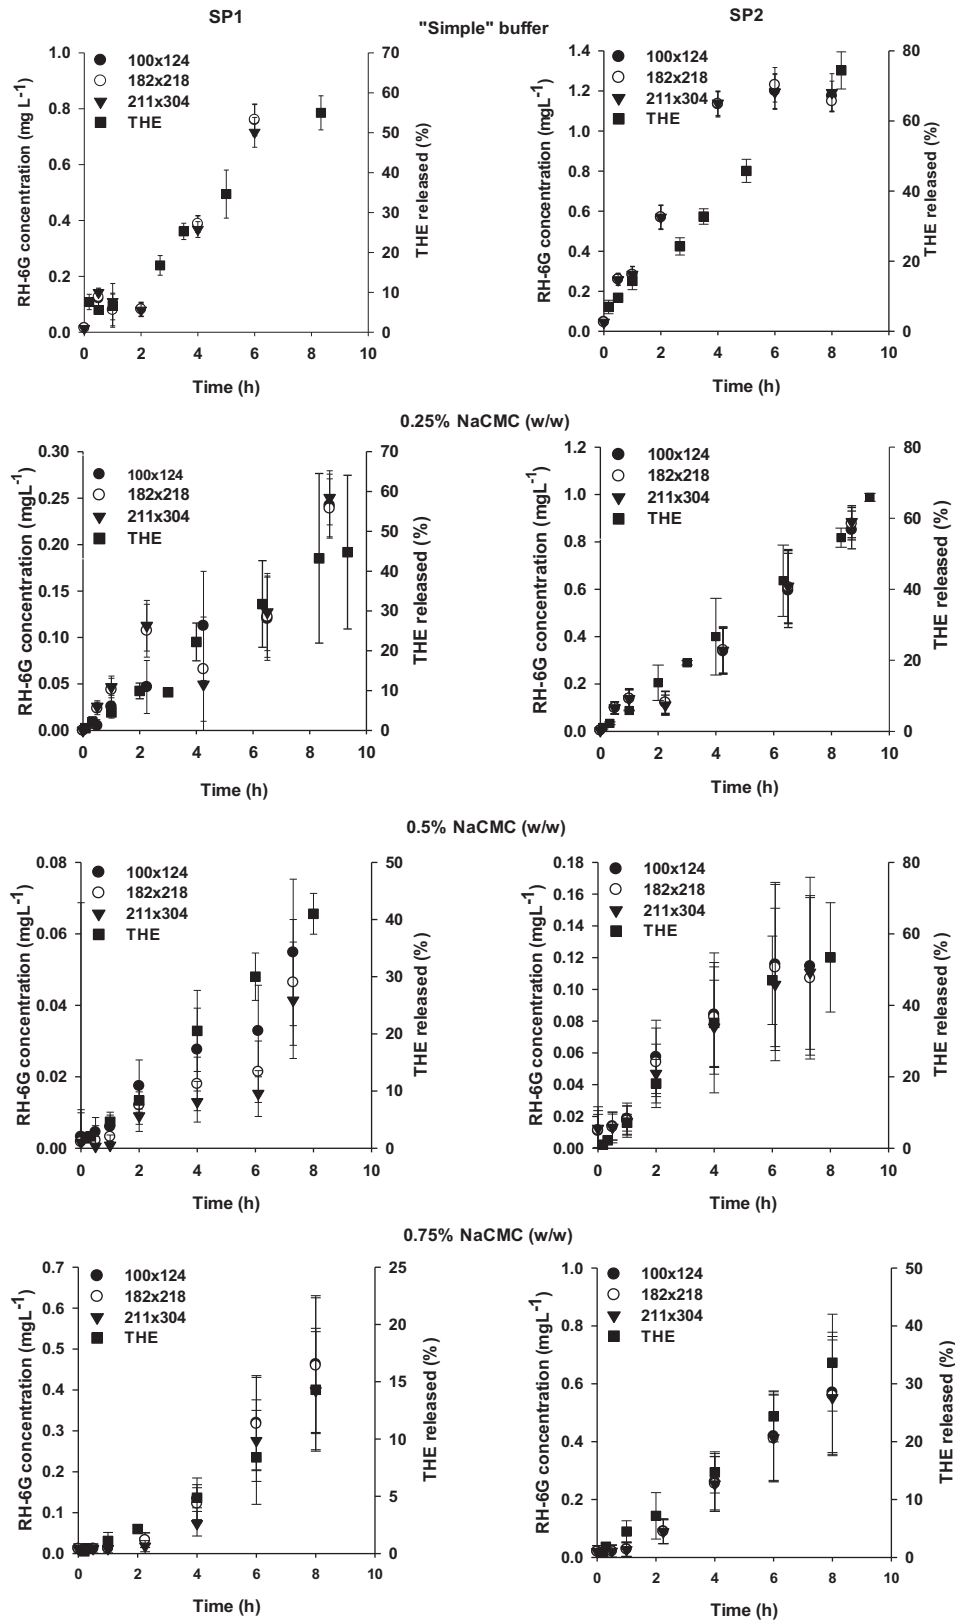 SP1
SP2
"Simple" buffer
RH-6G concentration (mg L-1)
1.0
0.8
0.6
0.4
0.2
0.0
100x124
182x218
211x304
THE
70
60
50
40
30
20
10
0
THE released (%)
0 2 4 6 8 10
Time (h)
RH-6G concentration (mgL-1)
1.4
1.2
1.0
0.8
0.6
0.4
0.2
0.0
100x124
182x218
211x304
THE
80
60
40
20
0
THE released (%)
0 2 4 6 8 10
Time (h)
0.25% NaCMC (w/w)
RH-6G concentration (mgL-1)
0.30
0.25
0.20
0.15
0.10
0.05
0.00
100x124
182x218
211x304
THE
70
60
50
40
30
20
10
0
THE released (%)
0 2 4 6 8 10
Time (h)
RH-6G concentration (mgL-1)
1.2
1.0
0.8
0.6
0.4
0.2
0.0
100x124
182x218
211x304
THE
80
60
40
20
0
THE released (%)
0 2 4 6 8 10
Time (h)
0.5% NaCMC (w/w)
RH-6G concentration (mgL-1)
0.08
0.06
0.04
0.02
0.00
100x124
182x218
211x304
THE
50
40
30
20
10
0
THE released (%)
0 2 4 6 8 10
Time (h)
RH-6G concentration (mgL-1)
0.18
0.16
0.14
0.12
0.10
0.08
0.06
0.04
0.02
0.00
100x124
182x218
211x304
THE
80
60
40
20
0
THE released (%)
0 2 4 6 8 10
Time (h)
0.75% NaCMC (w/w)
RH-6G concentration (mgL-1)
0.7
0.6
0.5
0.4
0.3
0.2
0.1
0.0
100x124
182x218
211x304
THE
25
20
15
10
5
0
THE released (%)
0 2 4 6 8 10
Time (h)
RH-6G concentration (mgL-1)
1.0
0.8
0.6
0.4
0.2
0.0
100x124
182x218
211x304
THE
50
40
30
20
10
0
THE released (%)
0 2 4 6 8 10
Time (h)